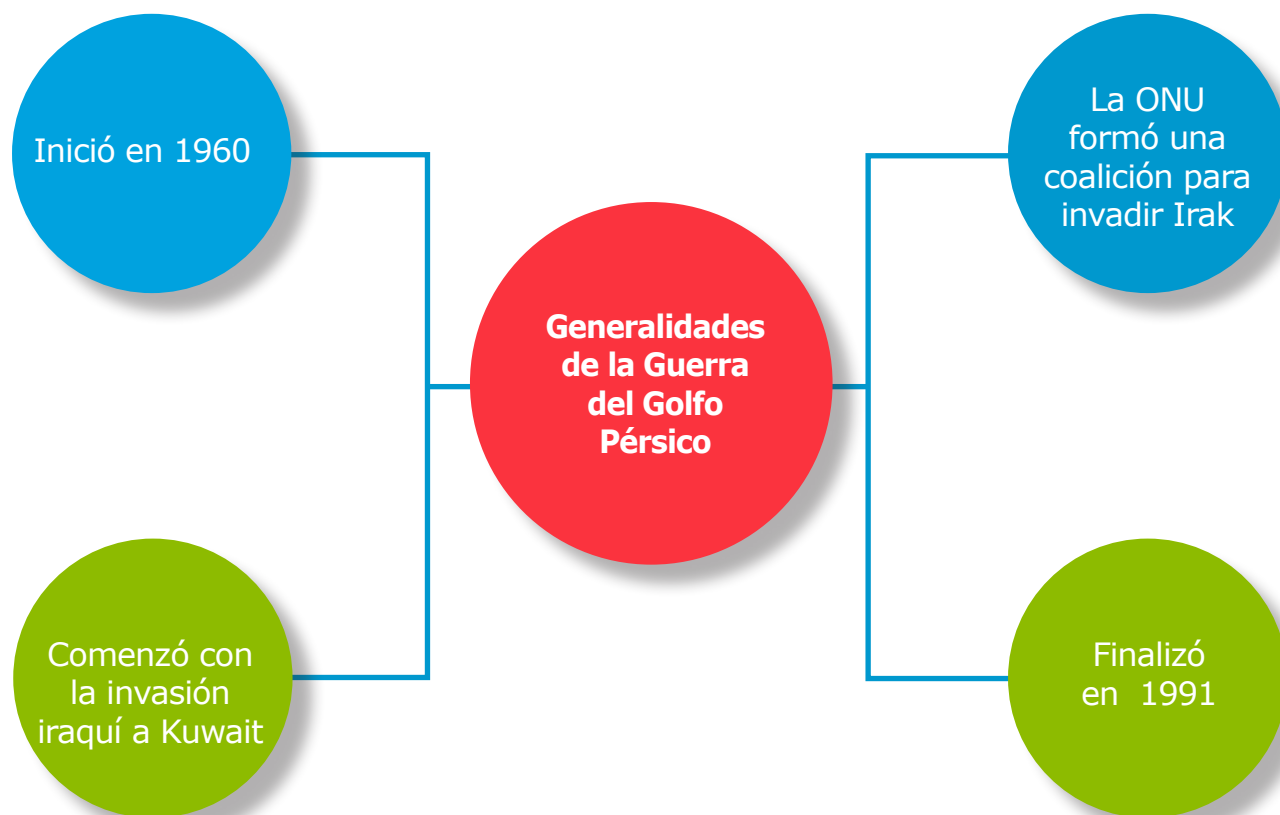 Inició en 1960
Comenzó con
la invasión
iraquí a Kuwait
Generalidades
de la Guerra
del Golfo
Pérsico
La ONU
formó una
coalición para
invadir Irak
Finalizó
en 1991